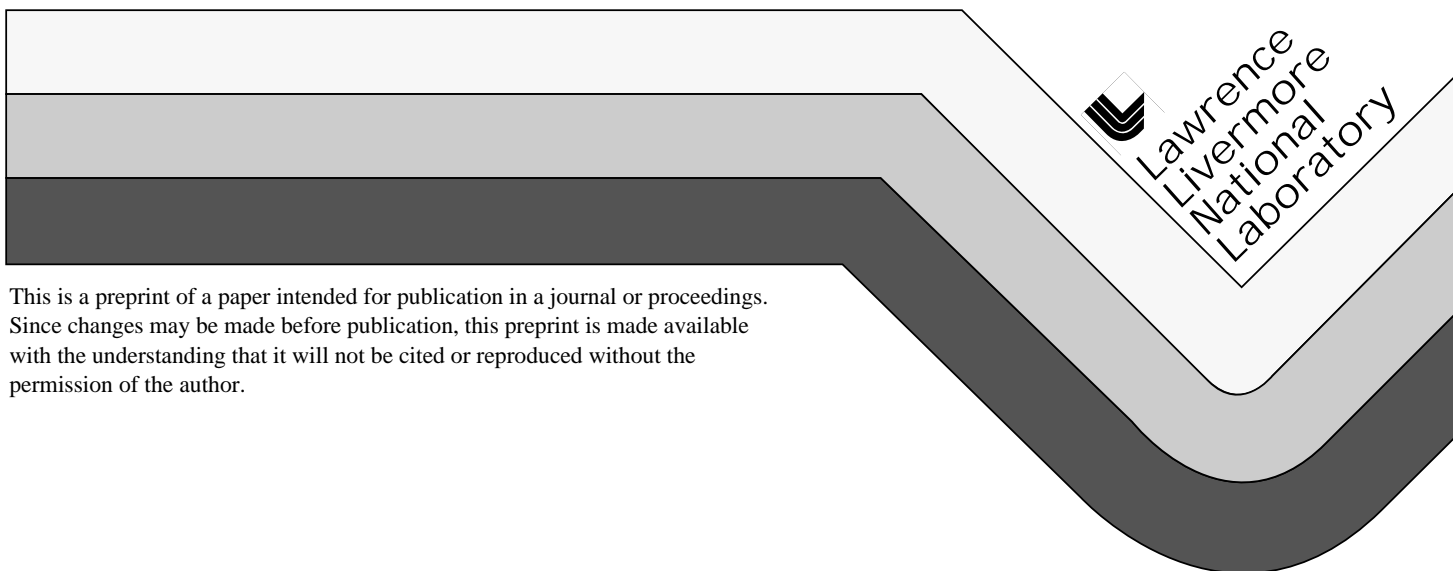 Lawrence
Livermore
National
Laboratory
This is a preprint of a paper intended for publication in a journal or proceedings.
Since changes may be made before publication, this preprint is made available
with the understanding that it will not be cited or reproduced without the
permission of the author.